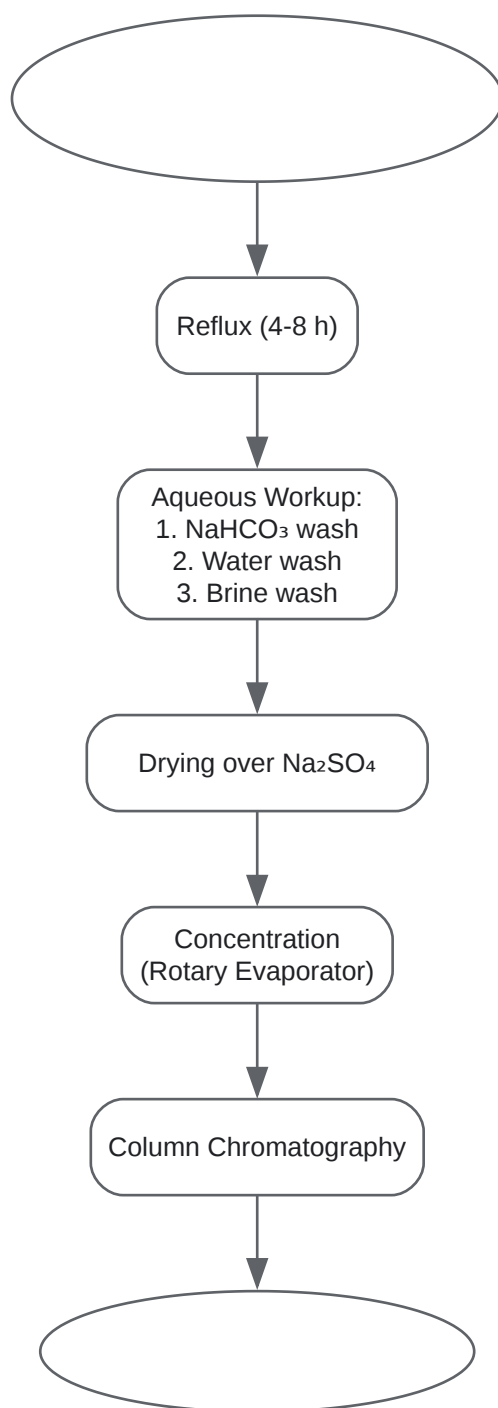 Reflux (4-8 h)
Aqueous Workup:
1. NaHCO₃ wash
2. Water wash
3. Brine wash
Drying over Na₂SO₄
Concentration
(Rotary Evaporator)
Column Chromatography